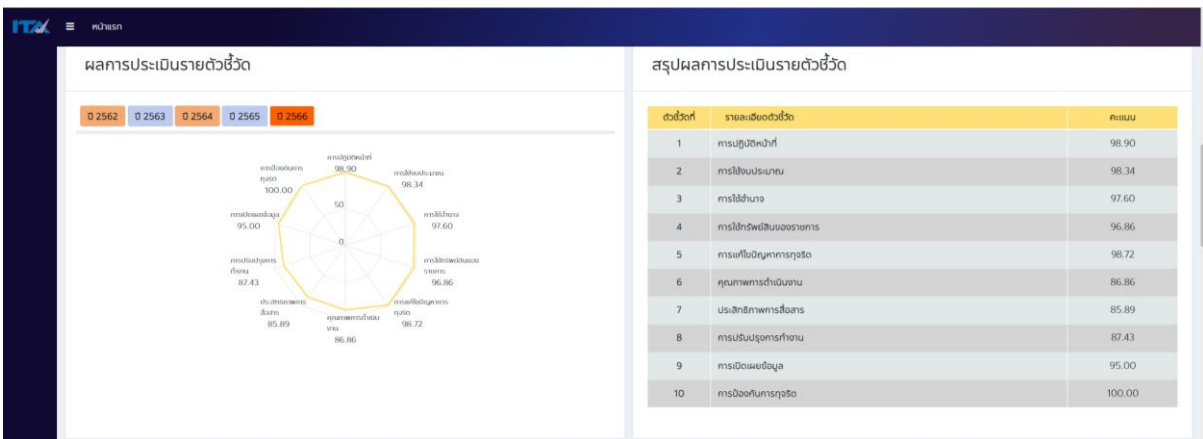 ITA
หน้าแรก
ผลการประเมินรายตัวชี้วัด
ปี 2562 ปี 2563 ปี 2564 ปี 2565 ปี 2566
การปฏิบัติหน้าที่
98.90
การใช้งบประมาณ
98.34
การใช้อำนาจ
97.60
การใช้ทรัพย์สินของ
ราชการ
96.86
การแก้ไขปัญหาการ
ทุจริต
98.72
คุณภาพการดำเนิน
งาน
86.86
ประสิทธิภาพการ
สื่อสาร
85.89
การปรับปรุงการ
ทำงาน
87.43
การเปิดเผยข้อมูล
95.00
การป้องกันการ
ทุจริต
100.00
50
0
สรุปผลการประเมินรายตัวชี้วัด
ตัวชี้วัดที่ รายละเอียดตัวชี้วัด คะแนน
1 การปฏิบัติหน้าที่ 98.90
2 การใช้งบประมาณ 98.34
3 การใช้อำนาจ 97.60
4 การใช้ทรัพย์สินของราชการ 96.86
5 การแก้ไขปัญหาการทุจริต 98.72
6 คุณภาพการดำเนินงาน 86.86
7 ประสิทธิภาพการสื่อสาร 85.89
8 การปรับปรุงการทำงาน 87.43
9 การเปิดเผยข้อมูล 95.00
10 การป้องกันการทุจริต 100.00